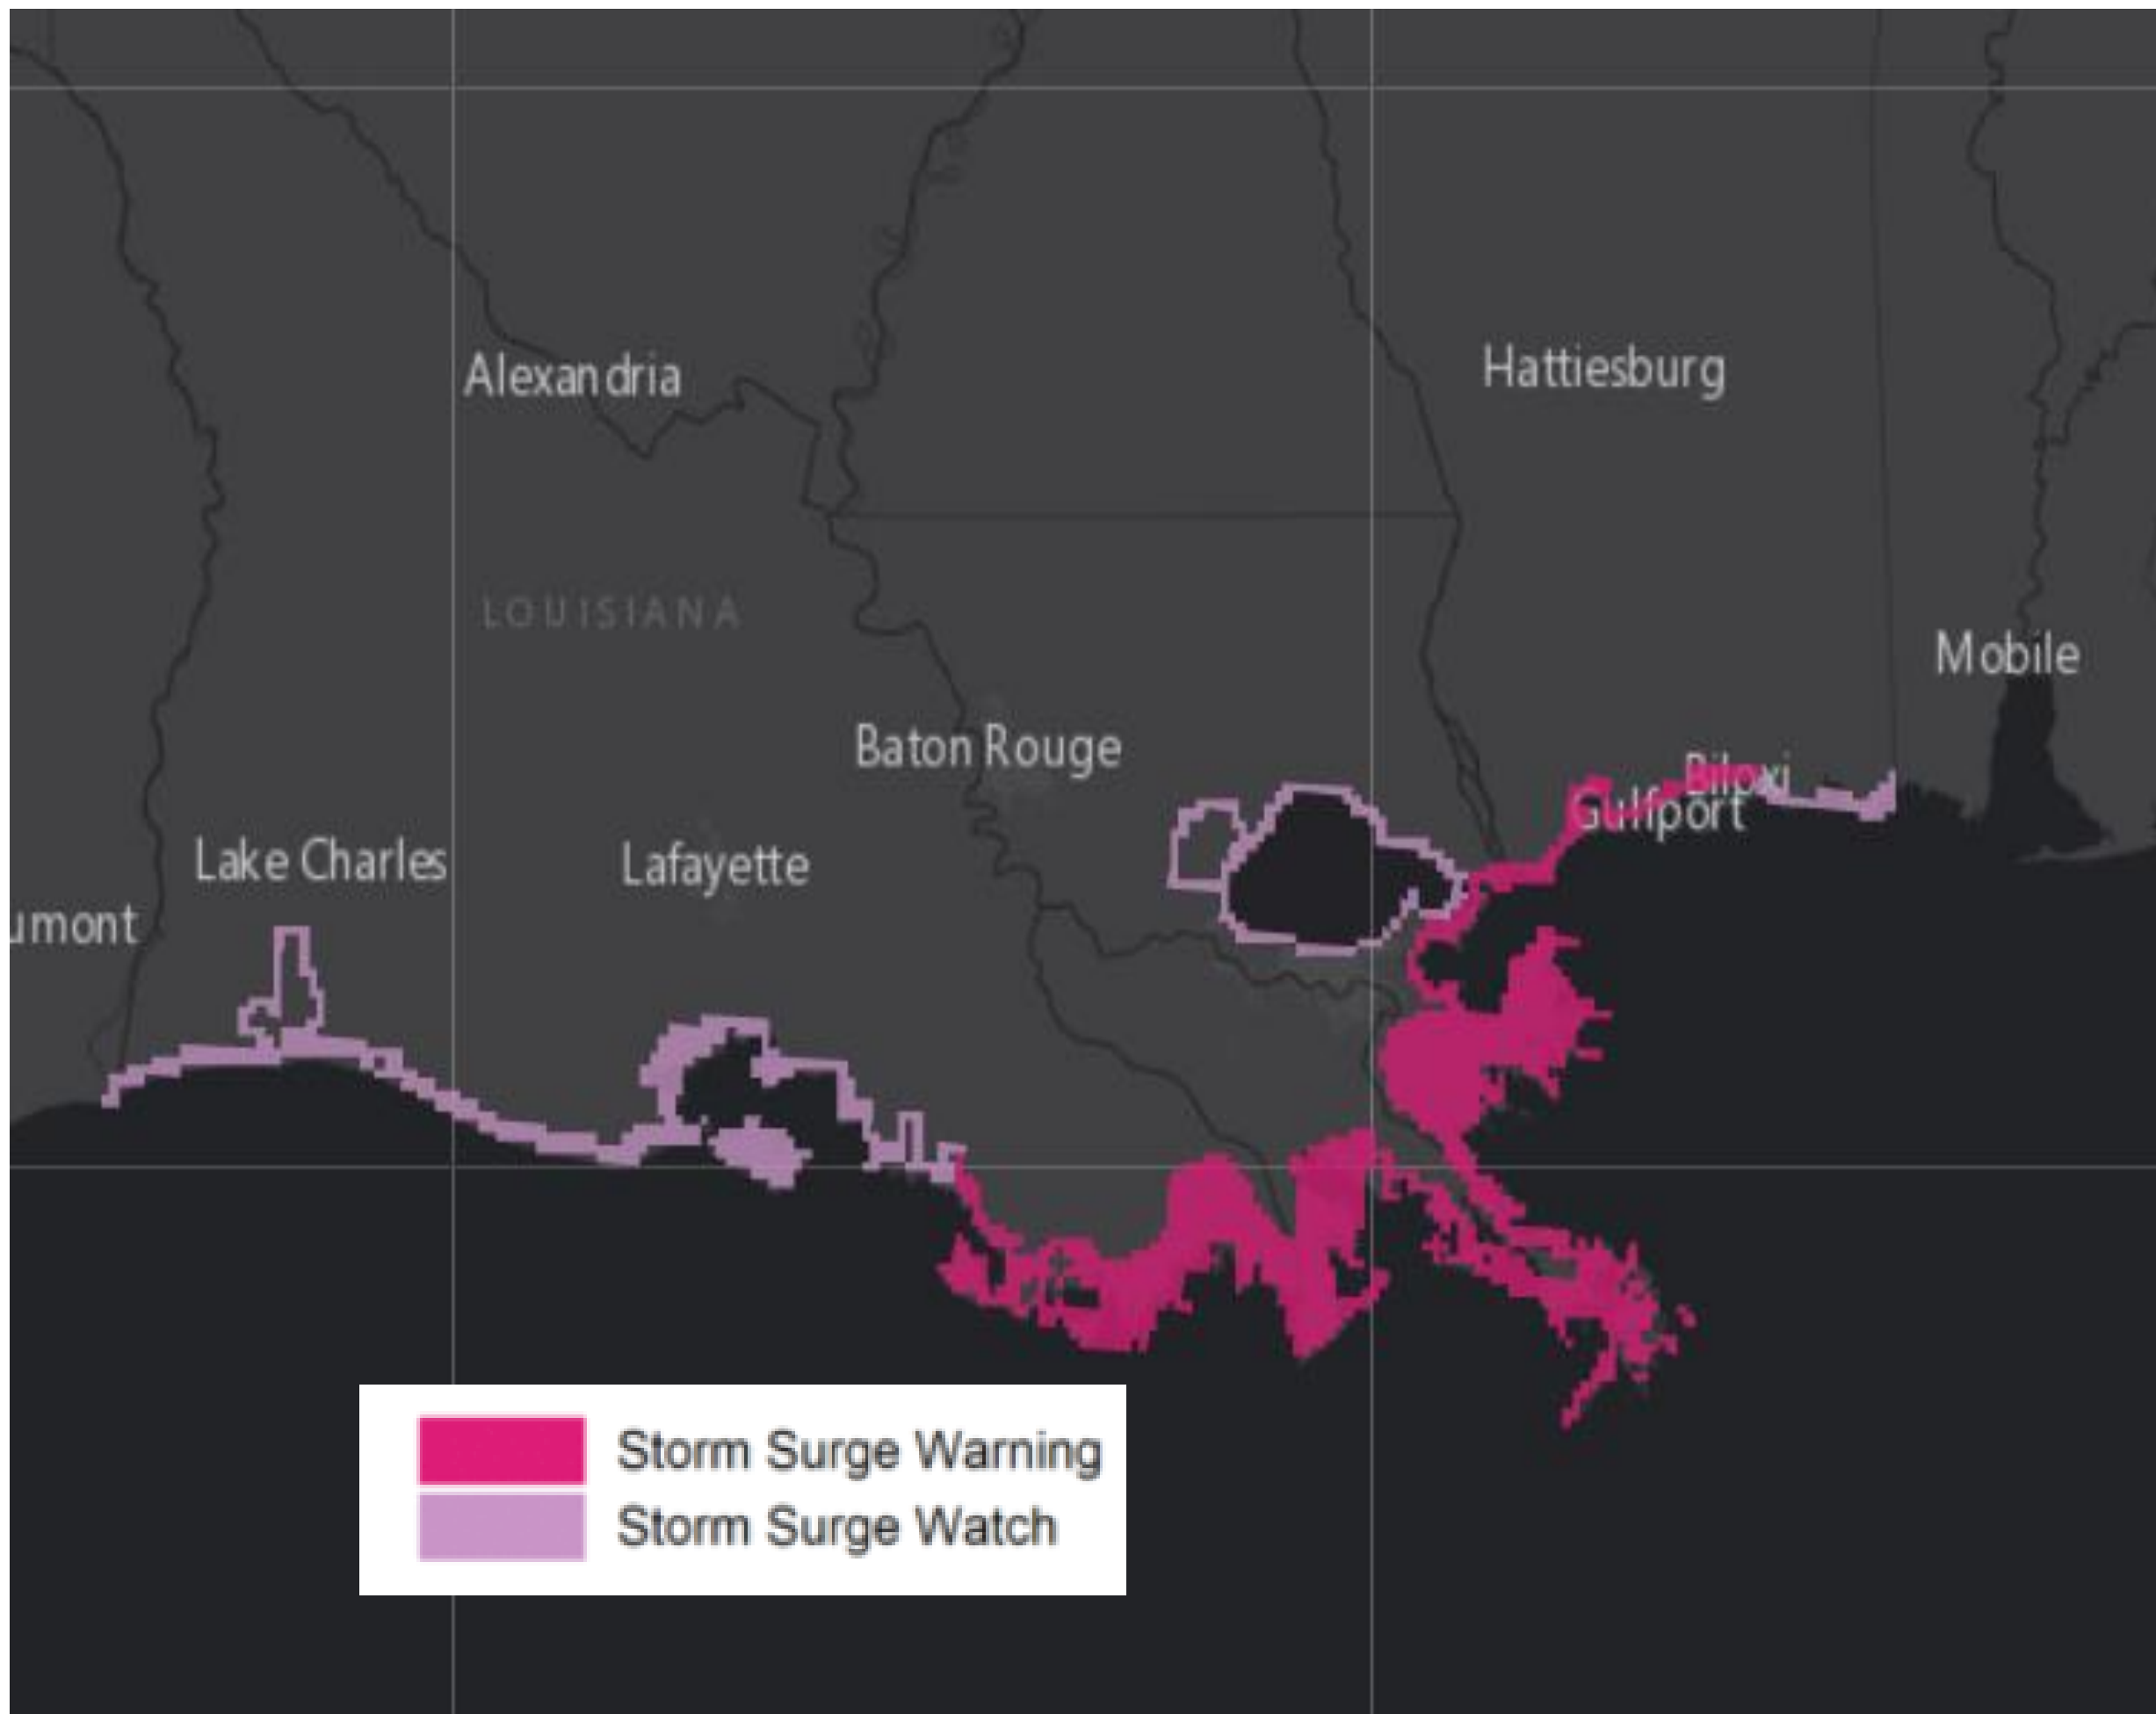 Hattiesburg
Alexandria
LOUISIANA
Mobile
Baton Rouge
Biloxi
Gulfport
Lake Charles
Lafayette
umont
Storm Surge Warning
Storm Surge Watch